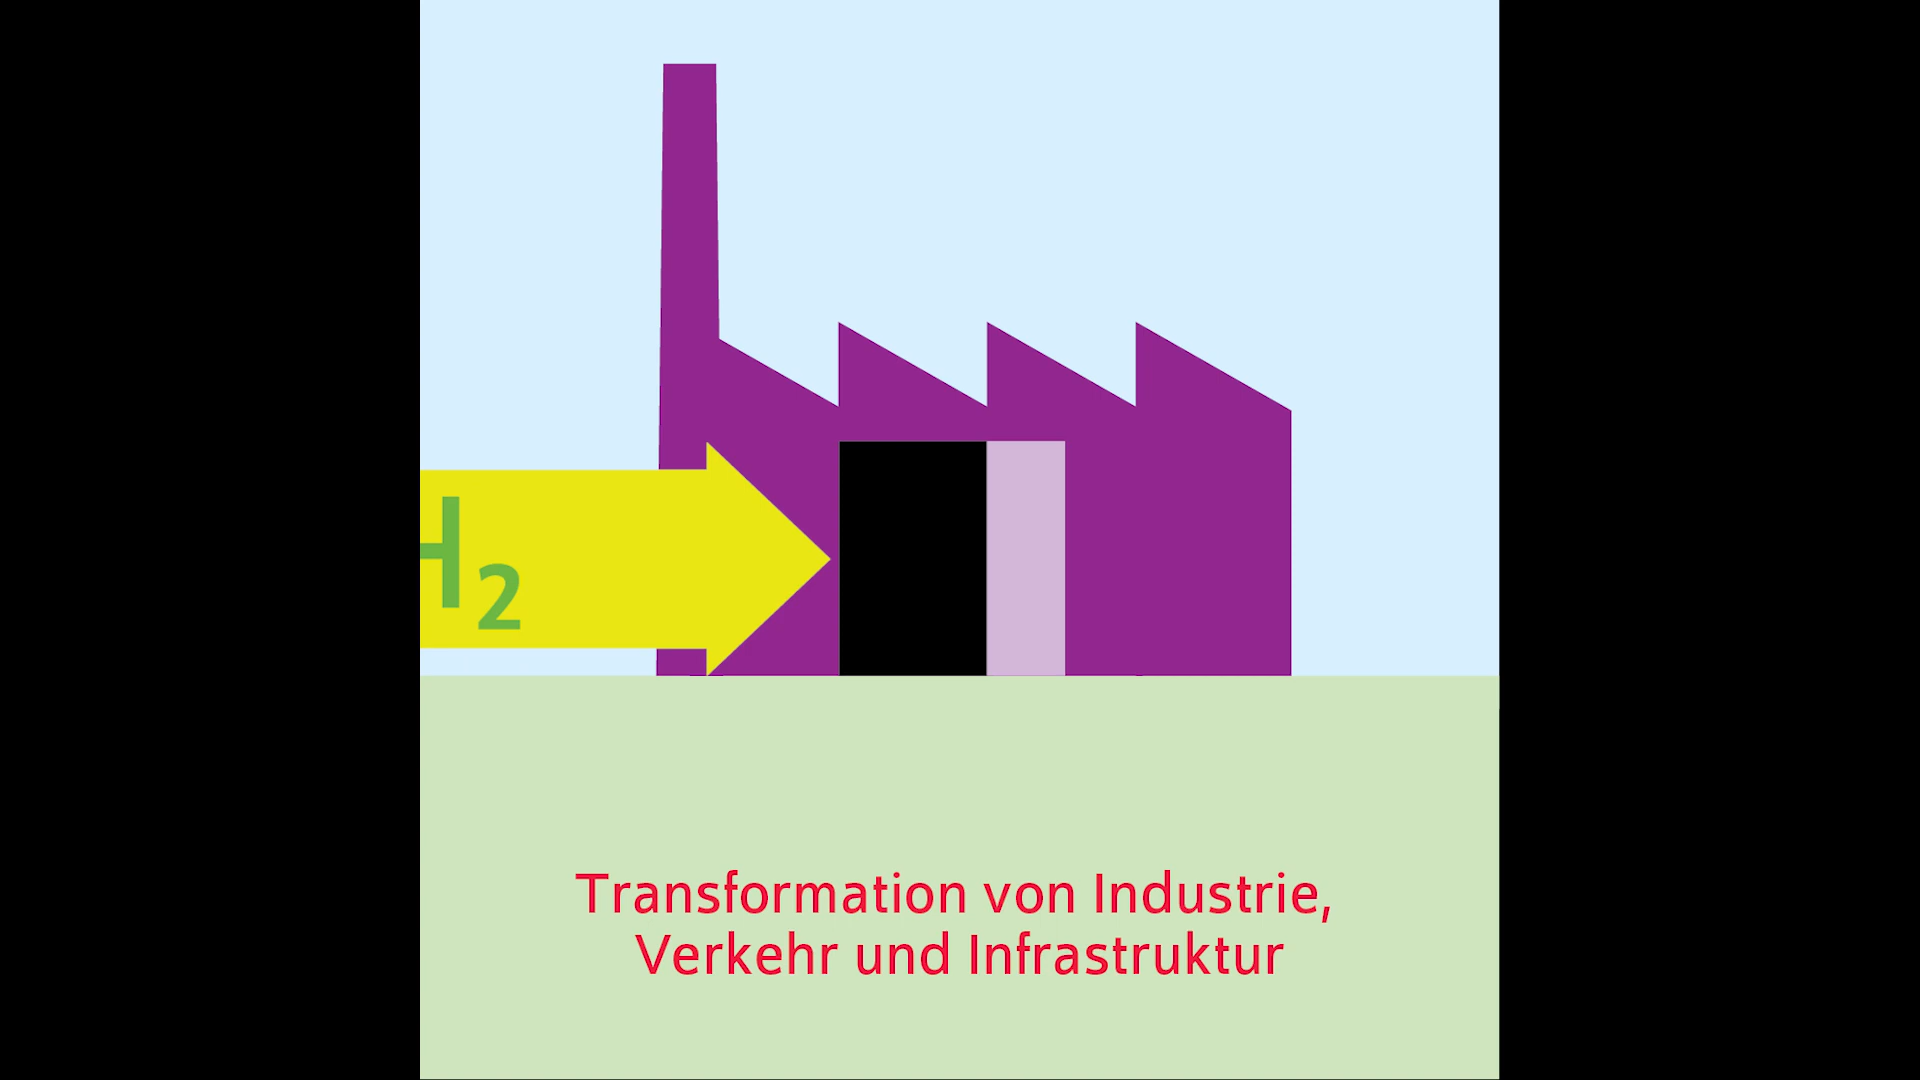 H₂
Transformation von Industrie,
Verkehr und Infrastruktur